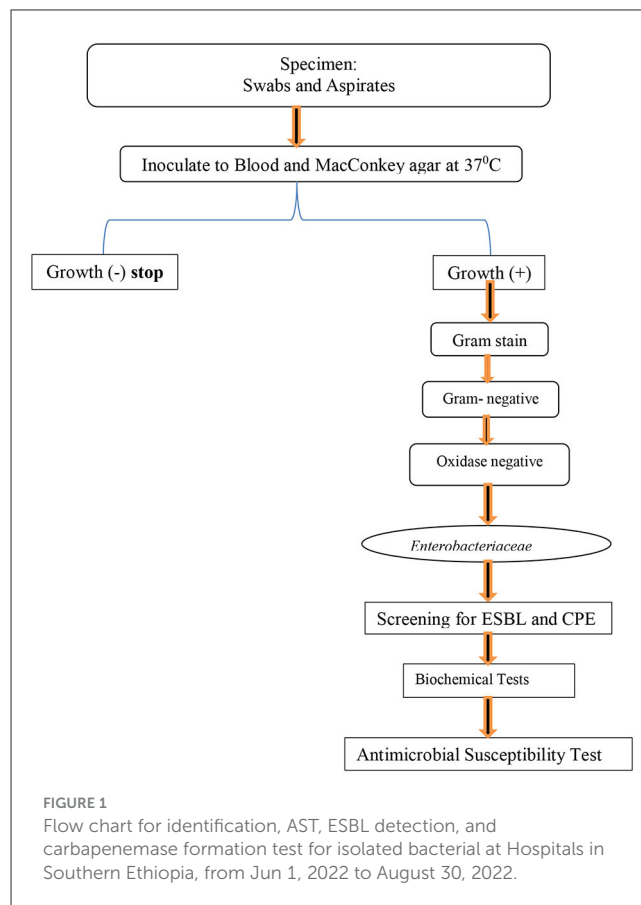 Specimen:
Swabs and Aspirates
Inoculate to Blood and MacConkey agar at 37⁰C
Growth (-) stop
Growth (+)
Gram stain
Gram- negative
Oxidase negative
Enterobacteriaceae
Screening for ESBL and CPE
Biochemical Tests
Antimicrobial Susceptibility Test
FIGURE 1
Flow chart for identification, AST, ESBL detection, and
carbapenemase formation test for isolated bacterial at Hospitals in
Southern Ethiopia, from Jun 1, 2022 to August 30, 2022.